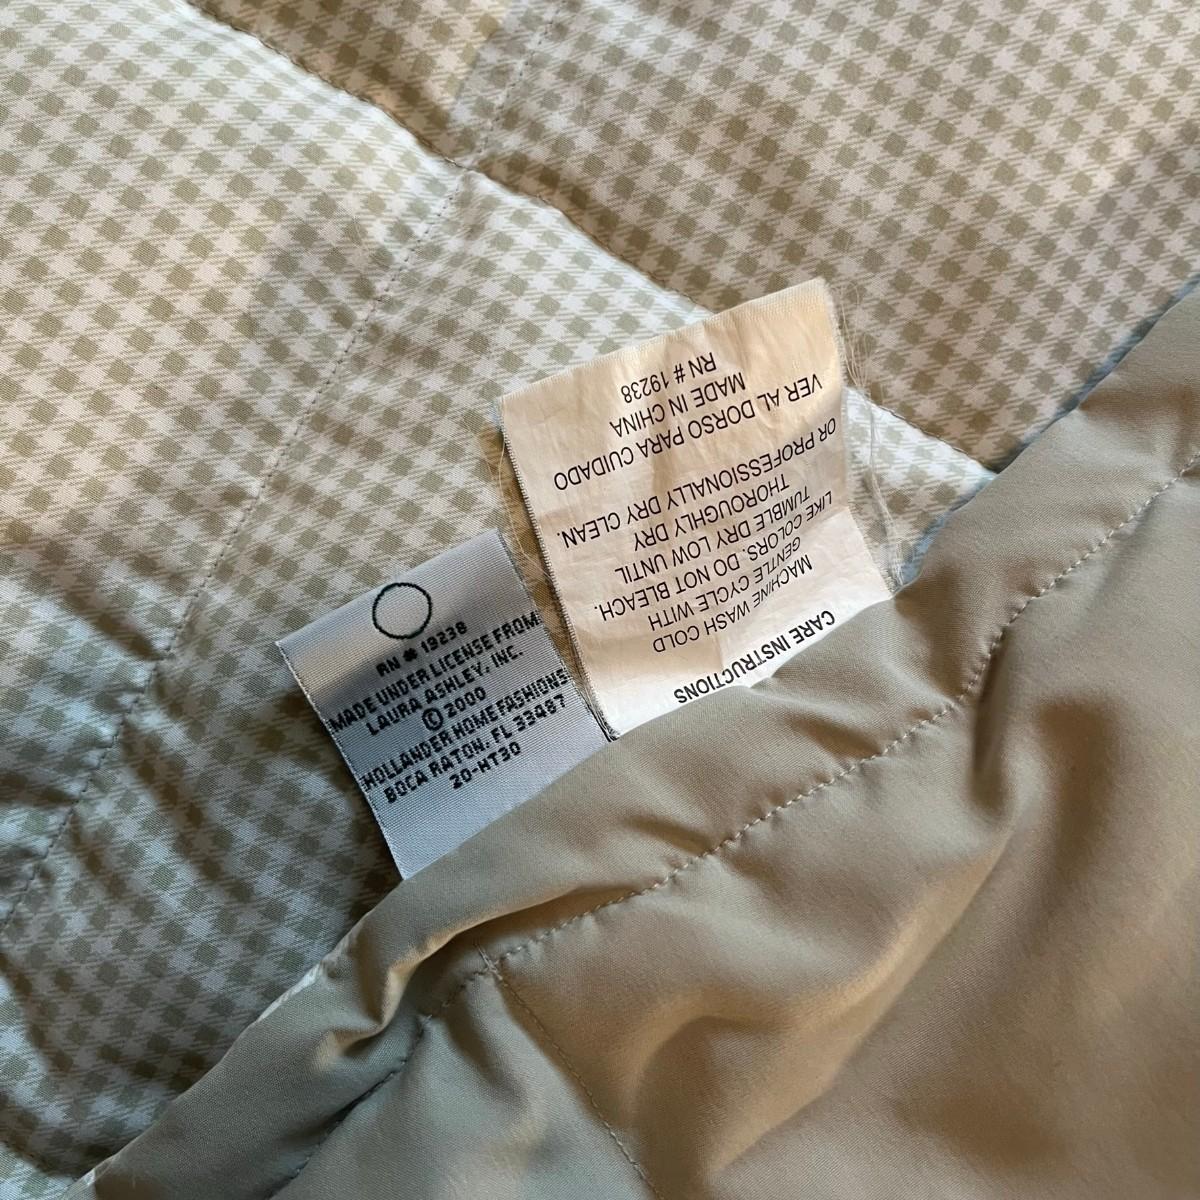 RN # 19238
MADE UNDER LICENSE FROM
LAURA ASHLEY, INC.
© 2000
HOLLANDER HOME FASHIONS
BOCA RATON, FL 33487
20-HT30
CARE INSTRUCTIONS
MACHINE WASH COLD
GENTLE CYCLE WITH
LIKE COLORS. DO NOT BLEACH.
TUMBLE DRY LOW UNTIL
THOROUGHLY DRY
OR PROFESSIONALLY DRY CLEAN.
VER AL DORSO PARA CUIDADO
MADE IN CHINA
RN # 19238